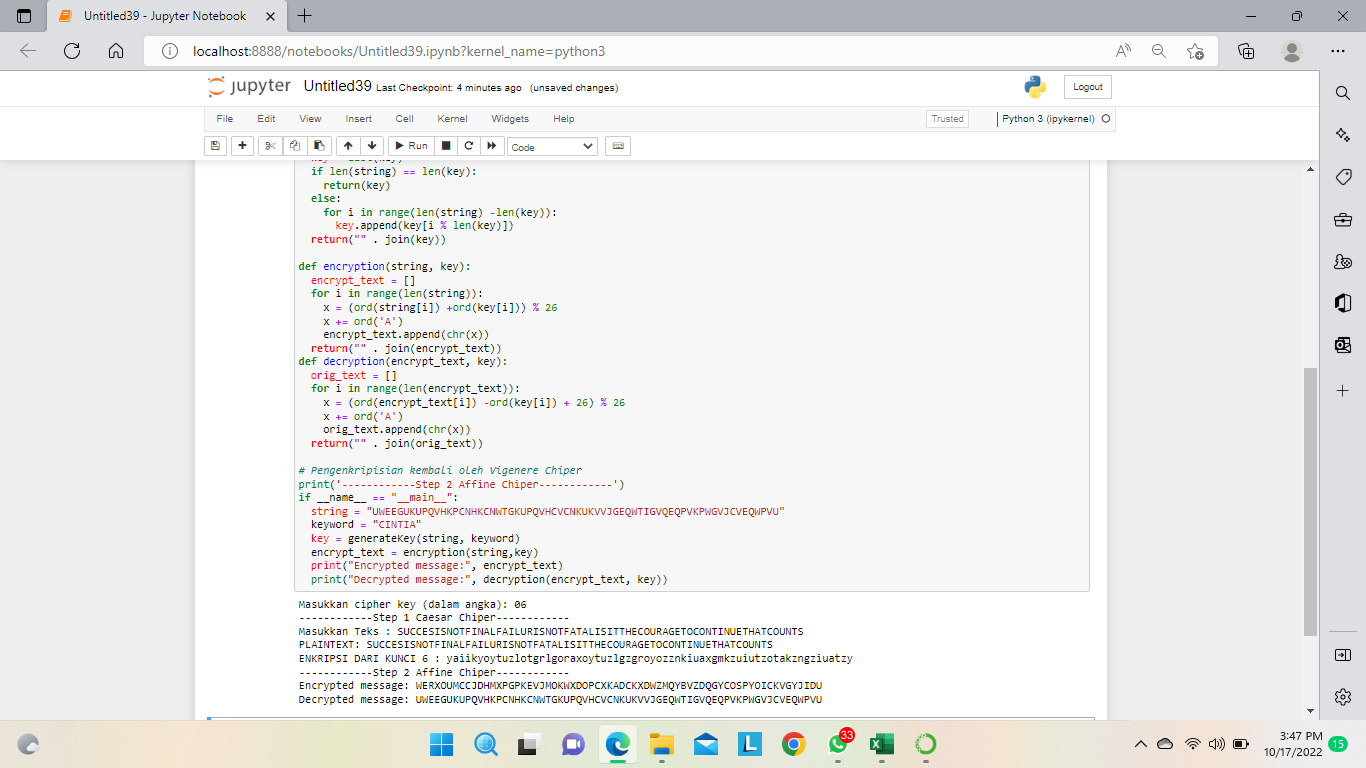 Untitled39 - Jupyter Notebook
localhost:8888/notebooks/Untitled39.ipynb?kernel_name=python3
jupyter Untitled39 Last Checkpoint: 4 minutes ago (unsaved changes)
Logout
File Edit View Insert Cell Kernel Widgets Help
Trusted
Python 3 (ipykernel)
Run
Code
if len(string) == len(key):
return(key)
else:
for i in range(len(string) -len(key)):
key.append(key[i % len(key)])
return("" . join(key))
def encryption(string, key):
encrypt_text = []
for i in range(len(string)):
x = (ord(string[i]) +ord(key[i])) % 26
x += ord('A')
encrypt_text.append(chr(x))
return("" . join(encrypt_text))
def decryption(encrypt_text, key):
orig_text = []
for i in range(len(encrypt_text)):
x = (ord(encrypt_text[i]) -ord(key[i]) + 26) % 26
x += ord('A')
orig_text.append(chr(x))
return("" . join(orig_text))
# Pengenkripisian kembali oleh Vigenere Chiper
print('------------Step 2 Affine Chiper------------')
if __name__ == "__main__":
string = "UWEEGUKUPQVHKPCNHKCNWTGKUPQVHCVCNKUKVVJGEQWTIGVQEQPVKPWGVJCVEQWPVU"
keyword = "CINTIA"
key = generateKey(string, keyword)
encrypt_text = encryption(string,key)
print("Encrypted message:", encrypt_text)
print("Decrypted message:", decryption(encrypt_text, key))
Masukkan cipher key (dalam angka): 06
------------Step 1 Caesar Chiper------------
Masukkan Teks : SUCCESISNOTFINALFAILURISNOTFATALISITTHECOURAGETOCONTINUETHATCOUNTS
PLAINTEXT: SUCCESISNOTFINALFAILURISNOTFATALISITTHECOURAGETOCONTINUETHATCOUNTS
ENKRIPSI DARI KUNCI 6 : yaiikyoytuzlotgrlgoraxoytuzlgzgroyozznkiuaxgmkzuiutzotakzngziuatzy
------------Step 2 Affine Chiper------------
Encrypted message: WERXOUMCCJDHMXPGPKEVJMOKWXDOPCXKADCKXDWZMQYBVZDQGYCOSPYOICKVGYJIDU
Decrypted message: UWEEGUKUPQVHKPCNHKCNWTGKUPQVHCVCNKUKVVJGEQWTIGVQEQPVKPWGVJCVEQWPVU
33
3:47 PM
10/17/2022
15